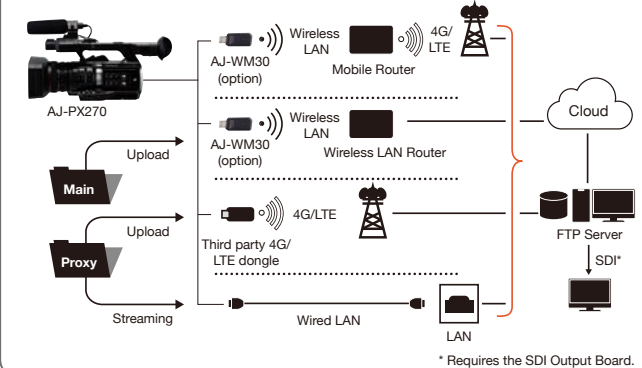 AJ-PX270
AJ-WM30
(option)
Wireless
LAN
Mobile Router
4G/
LTE
AJ-WM30
(option)
Wireless
LAN
Wireless LAN Router
Cloud
Upload
Main
Upload
Proxy
Streaming
Third party 4G/
LTE dongle
4G/LTE
Wired LAN
LAN
FTP Server
SDI*
* Requires the SDI Output Board.